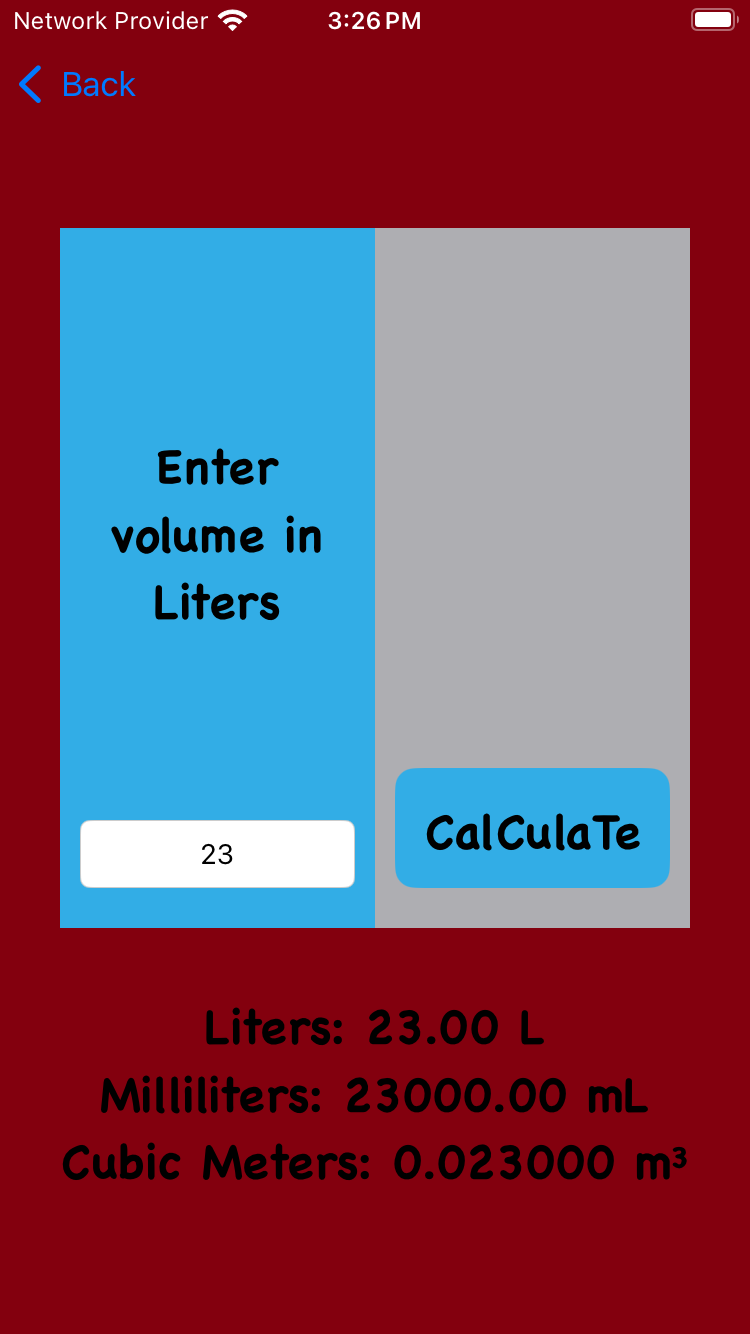 Network Provider 3:26 PM
Back
Enter
volume in
Liters
23
CalCulaTe
Liters: 23.00 L
Milliliters: 23000.00 mL
Cubic Meters: 0.023000 m³